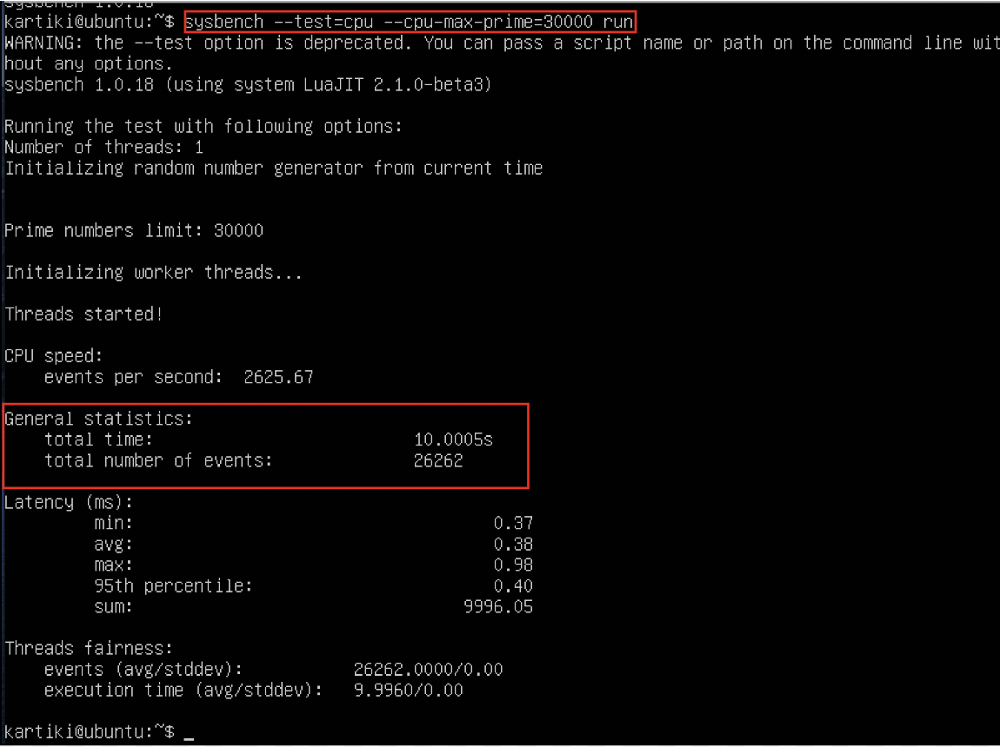 sysbench 1.0.18
kartiki@ubuntu:~$ sysbench --test=cpu --cpu-max-prime=30000 run
WARNING: the --test option is deprecated. You can pass a script name or path on the command line wit
hout any options.
sysbench 1.0.18 (using system LuaJIT 2.1.0-beta3)
Running the test with following options:
Number of threads: 1
Initializing random number generator from current time
Prime numbers limit: 30000
Initializing worker threads...
Threads started!
CPU speed:
events per second: 2625.67
General statistics:
total time: 10.0005s
total number of events: 26262
Latency (ms):
min: 0.37
avg: 0.38
max: 0.98
95th percentile: 0.40
sum: 9996.05
Threads fairness:
events (avg/stddev): 26262.0000/0.00
execution time (avg/stddev): 9.9960/0.00
kartiki@ubuntu:~$ _